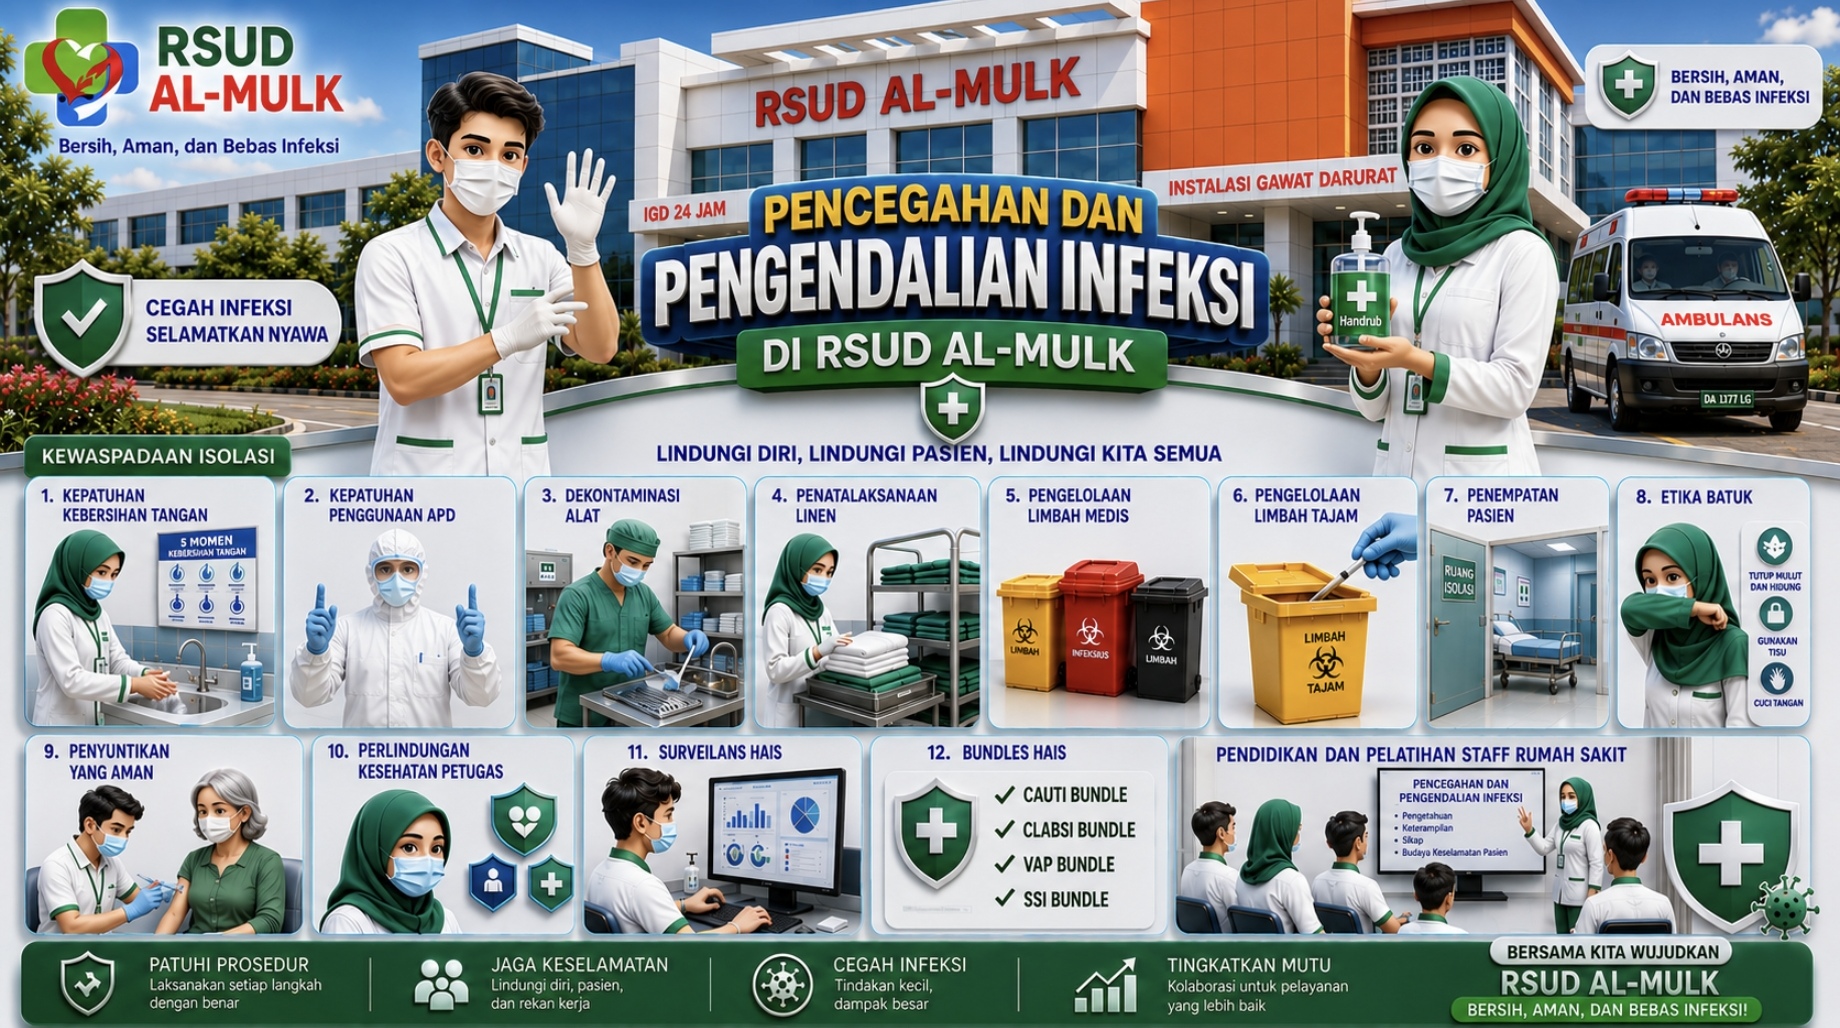 RSUD
AL-MULK
Bersih, Aman, dan Bebas Infeksi
RSUD AL-MULK
BERSIH, AMAN,
DAN BEBAS INFEKSI
IGD 24 JAM
INSTALASI GAWAT DARURAT
CEGAH INFEKSI
SELAMATKAN NYAWA
PENCEGAHAN DAN
PENGENDALIAN INFEKSI
DI RSUD AL-MULK
Handrub
AMBULANS
DA 1177 LG
LINDUNGI DIRI, LINDUNGI PASIEN, LINDUNGI KITA SEMUA
KEWASPADAAN ISOLASI
1. KEPATUHAN
KEBERSIHAN TANGAN
5 MOMEN
KEBERSIHAN TANGAN
2. KEPATUHAN
PENGGUNAAN APD
3. DEKONTAMINASI
ALAT
4. PENATALAKSANAAN
LINEN
5. PENGELOLAAN
LIMBAH MEDIS
LIMBAH
INFEKSIUS
LIMBAH
6. PENGELOLAAN
LIMBAH TAJAM
LIMBAH
TAJAM
7. PENEMPATAN
PASIEN
RUANG
ISOLASI
8. ETIKA BATUK
TUTUP MULUT
DAN HIDUNG
GUNAKAN
TISU
CUCI TANGAN
9. PENYUNTIKAN
YANG AMAN
10. PERLINDUNGAN
KESEHATAN PETUGAS
11. SURVEILANS HAIS
12. BUNDLES HAIS
CAUTI BUNDLE
CLABSI BUNDLE
VAP BUNDLE
SSI BUNDLE
PENDIDIKAN DAN PELATIHAN STAFF RUMAH SAKIT
PENCEGAHAN DAN
PENGENDALIAN INFEKSI
• Pengetahuan
• Keterampilan
• Sikap
• Budaya Keselamatan Pasien
PATUHI PROSEDUR
Laksanakan setiap langkah
dengan benar
JAGA KESELAMATAN
Lindungi diri, pasien,
dan rekan kerja
CEGAH INFEKSI
Tindakan kecil,
dampak besar
TINGKATKAN MUTU
Kolaborasi untuk pelayanan
yang lebih baik
BERSAMA KITA WUJUDKAN
RSUD AL-MULK
BERSIH, AMAN, DAN BEBAS INFEKSI!